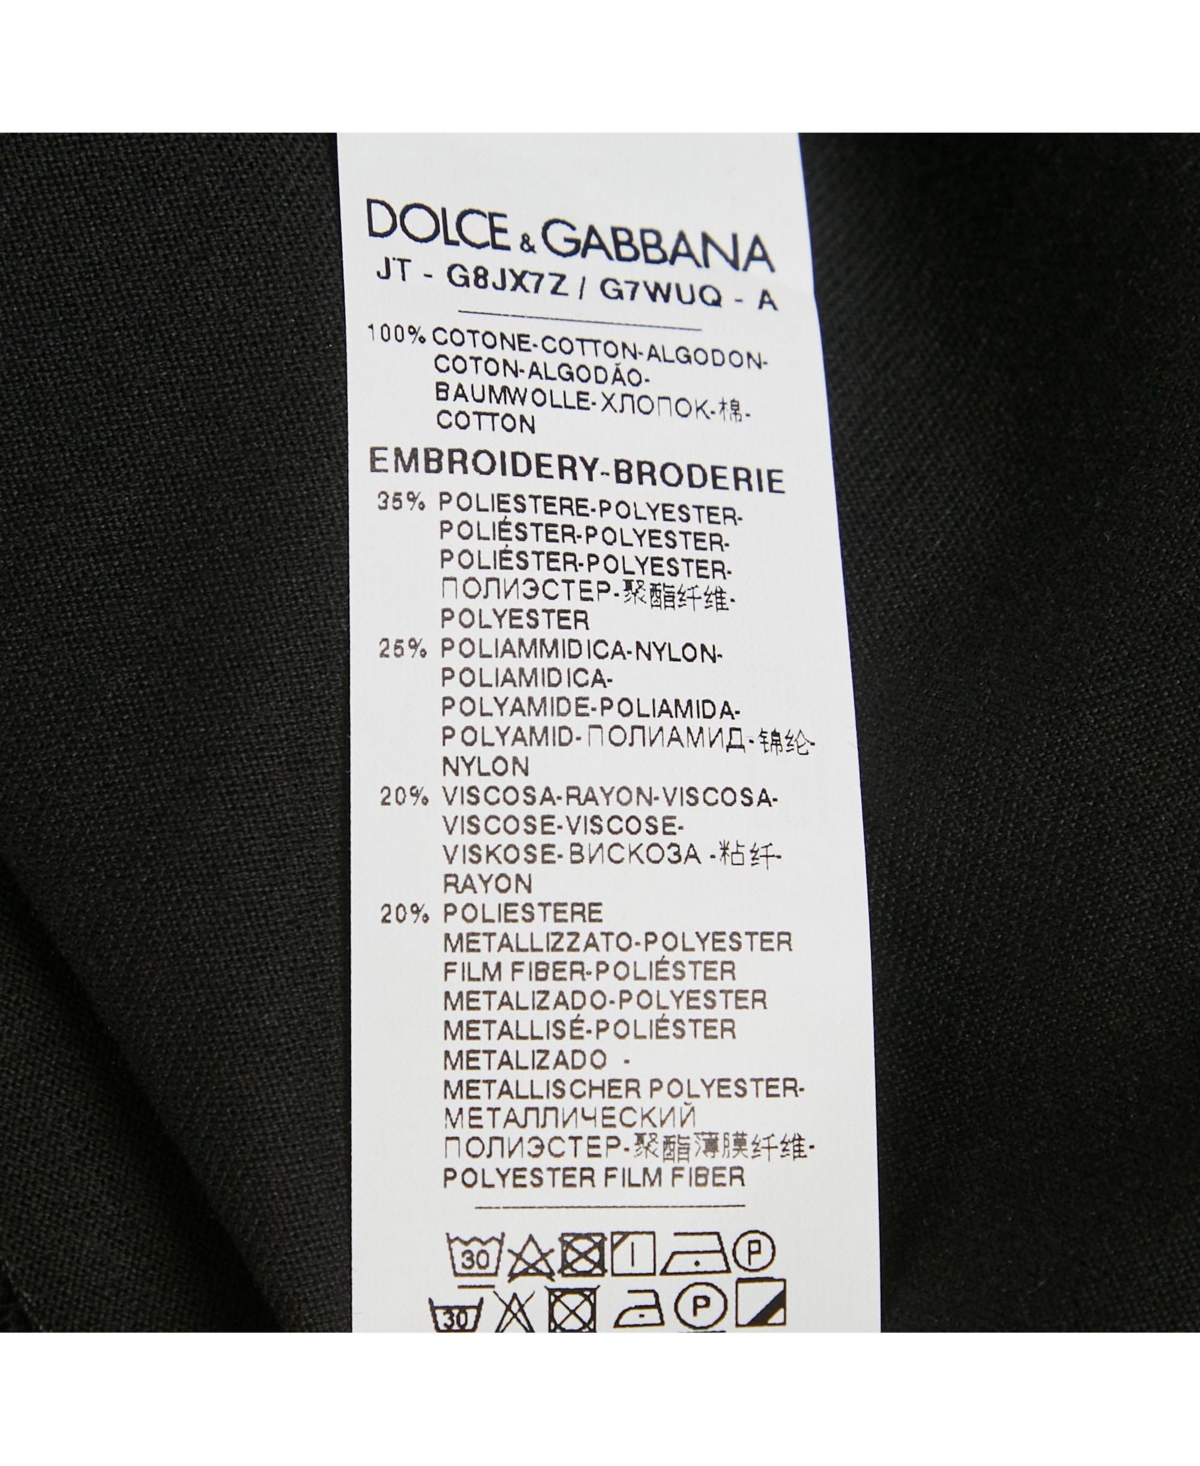 DOLCE & GABBANA
JT - G8JX7Z / G7WUQ - A
100% COTONE-COTTON-ALGODON-
COTON-ALGODÃO-
BAUMWOLLE-ХЛОПОК-棉-
COTTON
EMBROIDERY-BRODERIE
35% POLIESTERE-POLYESTER-
POLIÉSTER-POLYESTER-
POLIÉSTER-POLYESTER-
ПОЛИЭСТЕР-聚酯纤维-
POLYESTER
25% POLIAMMIDICA-NYLON-
POLIAMIDICA-
POLYAMIDE-POLIAMIDA-
POLYAMID-ПОЛИАМИД-锦纶-
NYLON
20% VISCOSA-RAYON-VISCOSA-
VISCOSE-VISCOSE-
VISKOSE-ВИСКОЗА -粘纤-
RAYON
20% POLIESTERE
METALLIZZATO-POLYESTER
FILM FIBER-POLIÉSTER
METALIZADO-POLYESTER
METALLISÉ-POLIÉSTER
METALIZADO -
METALLISCHER POLYESTER-
МЕТАЛЛИЧЕСКИЙ
ПОЛИЭСТЕР-聚酯薄膜纤维-
POLYESTER FILM FIBER
30 P
30 P